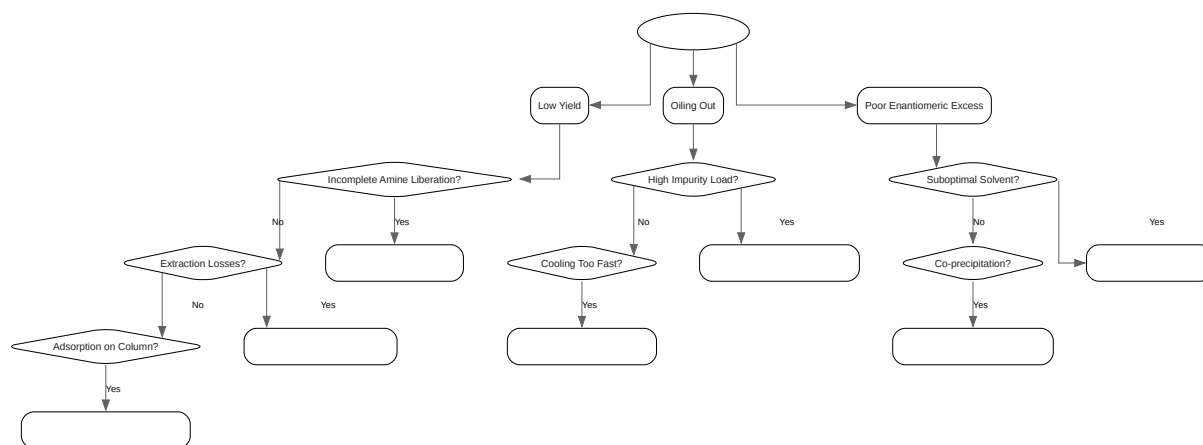 Low Yield
Oiling Out
Poor Enantiomeric Excess
Incomplete Amine Liberation?
High Impurity Load?
Suboptimal Solvent?
No
Yes
No
Yes
No
Yes
Extraction Losses?
Cooling Too Fast?
Co-precipitation?
No
Yes
Yes
Yes
Adsorption on Column?
Yes